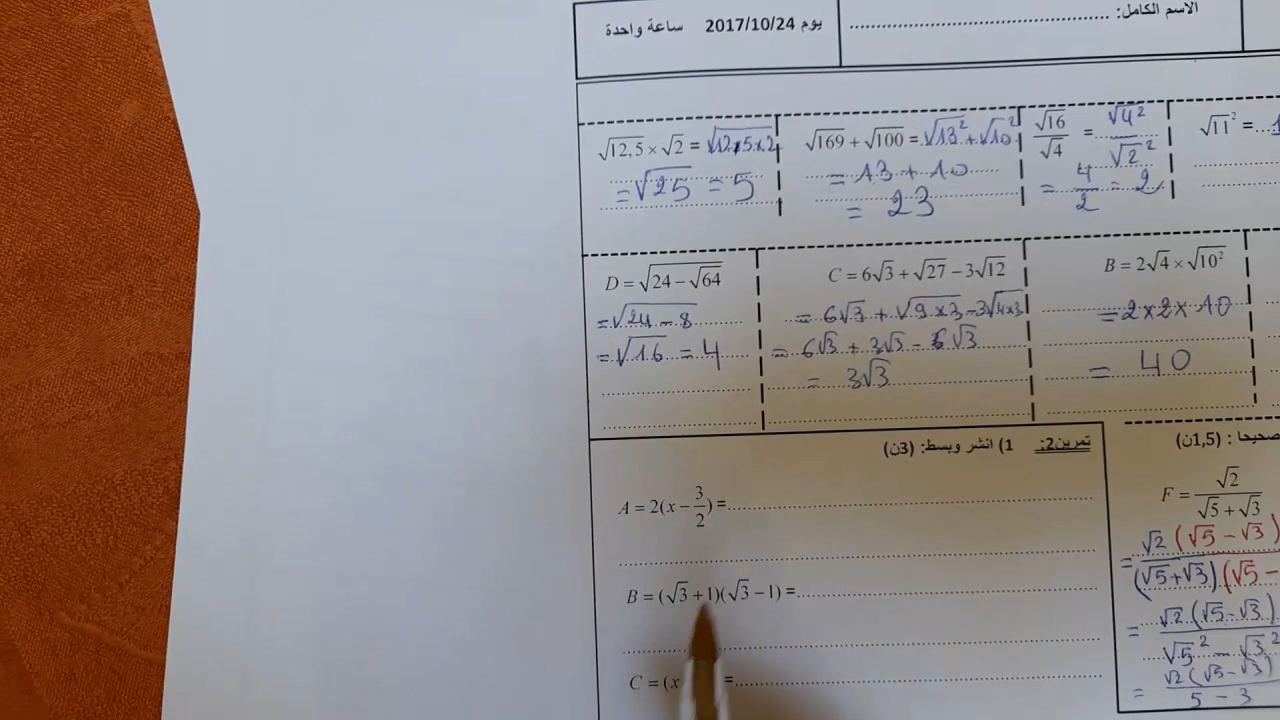 الاسم الكامل: ........................................
يوم 2017/10/24 ساعة واحدة
√11² = ....
√16/√4 = √4²/√2²
= 4/2 = 2
√169 + √100 = √13² + √10²
= 13 + 10
= 23
√12,5 × √2 = √12,5×2
= √25 = 5
B = 2√4 × √10²
= 2×2×10
= 40
C = 6√3 + √27 − 3√12
= 6√3 + √9×3 − 3√4×3
= 6√3 + 3√3 − 6√3
= 3√3
D = √(24 − √64)
= √24 − 8
= √16 = 4
صحيحا : (1,5ن)
F = √2/(√5 + √3)
= √2 (√5 − √3)/(√5+√3)(√5 −
= √2 (√5 − √3)/√5² − √3²
= √2 (√5 − √3)/5 − 3
تمرين2: 1) انشر وبسط: (3ن)
A = 2(x − 3/2) = ........................................
B = (√3 + 1)(√3 − 1) = ........................................
C = (x = ........................................